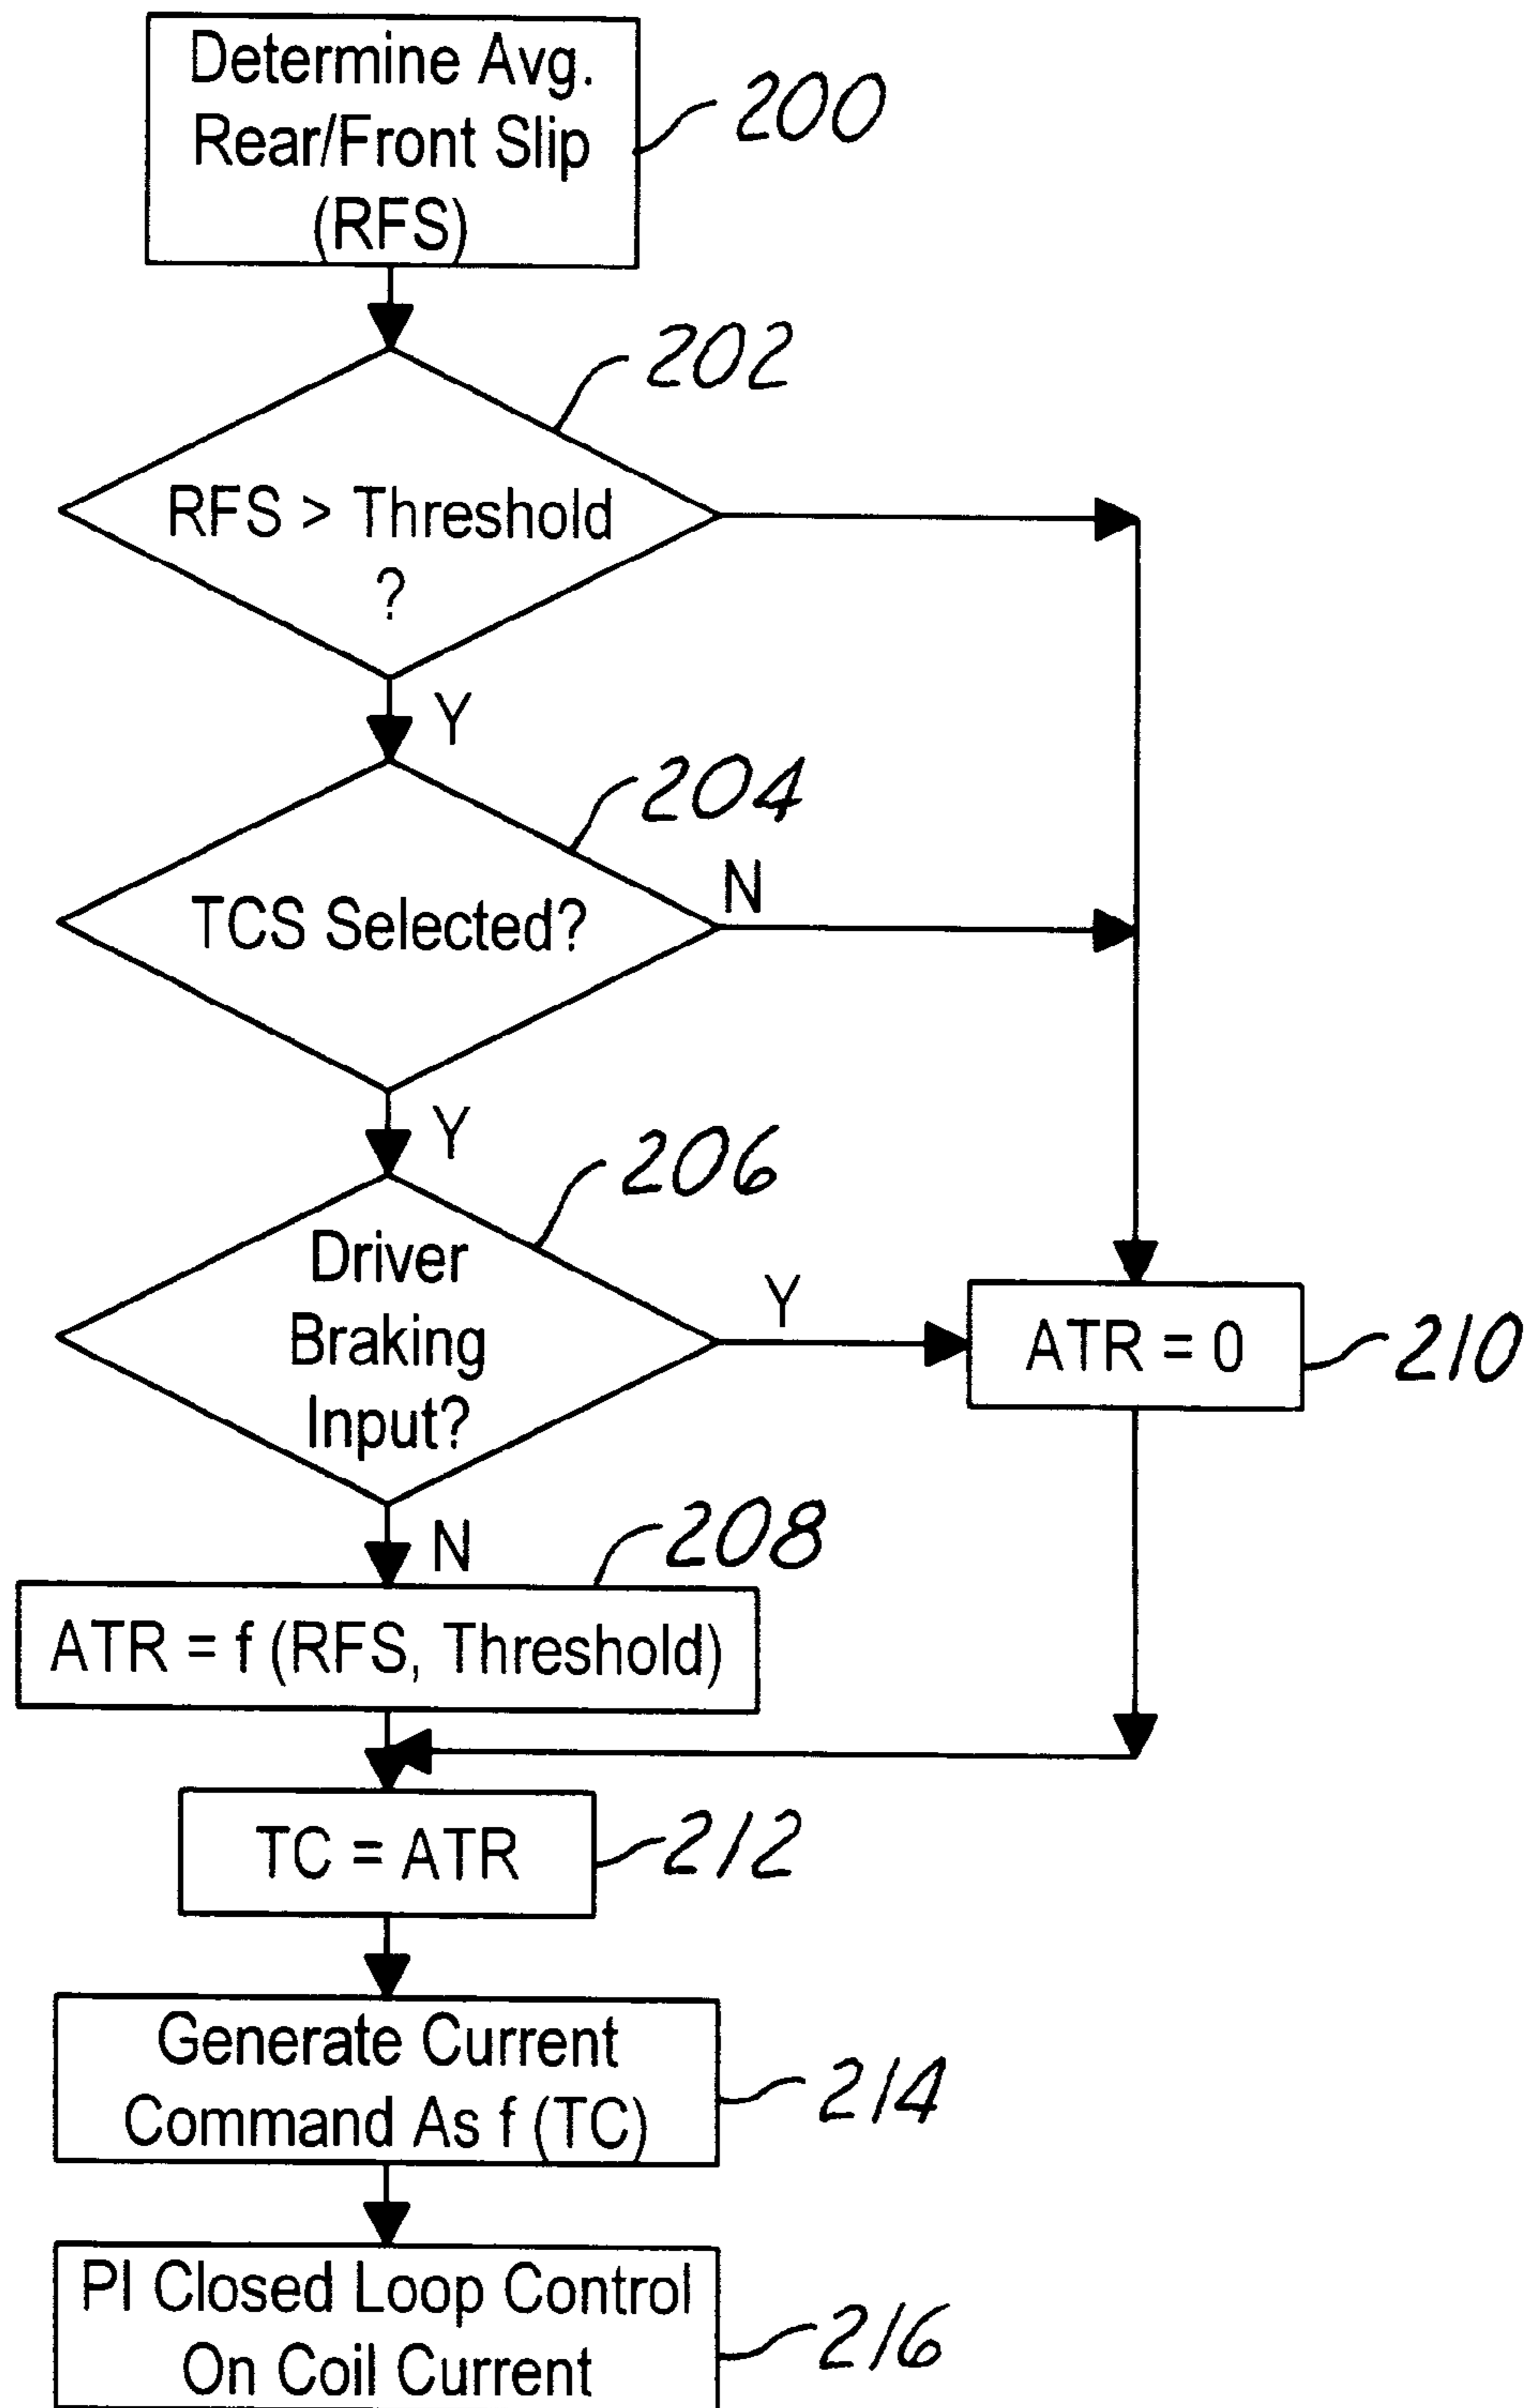 Determine Avg.
Rear/Front Slip
(RFS)
200
202
RFS > Threshold
?
Y
204
TCS Selected?
N
Y
206
Driver
Braking
Input?
Y
ATR = 0
210
N
208
ATR = f (RFS, Threshold)
TC = ATR
212
Generate Current
Command As f (TC)
214
PI Closed Loop Control
On Coil Current
216